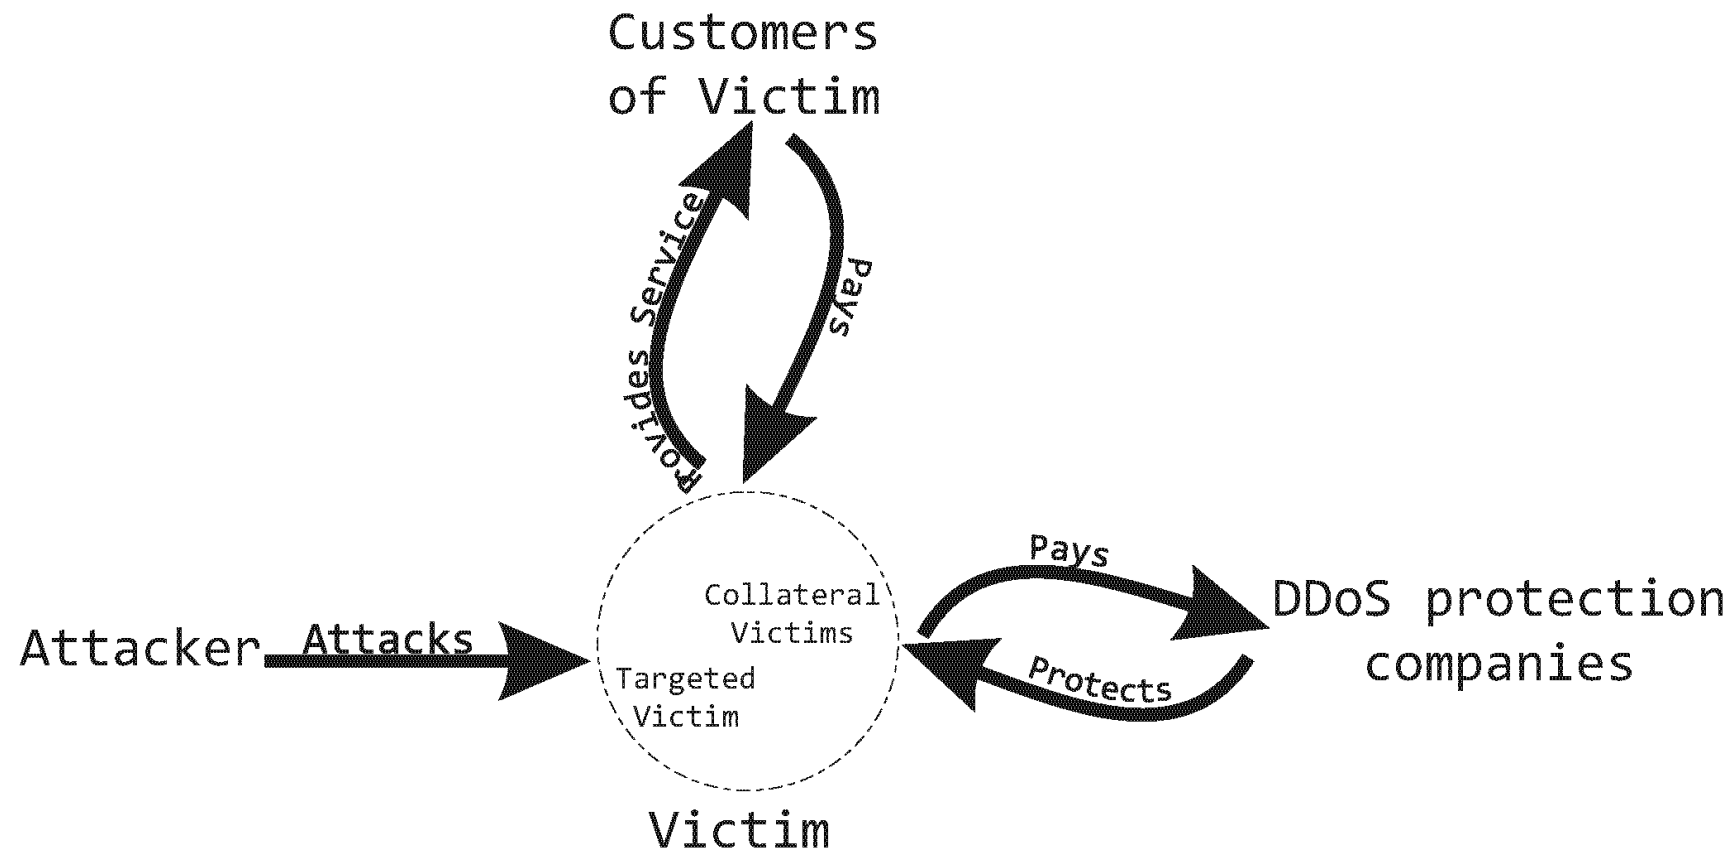 Customers
of Victim
Provides Service
Pays
Attacker
Attacks
Collateral
Victims
Targeted
Victim
Victim
Pays
Protects
DDoS protection
companies